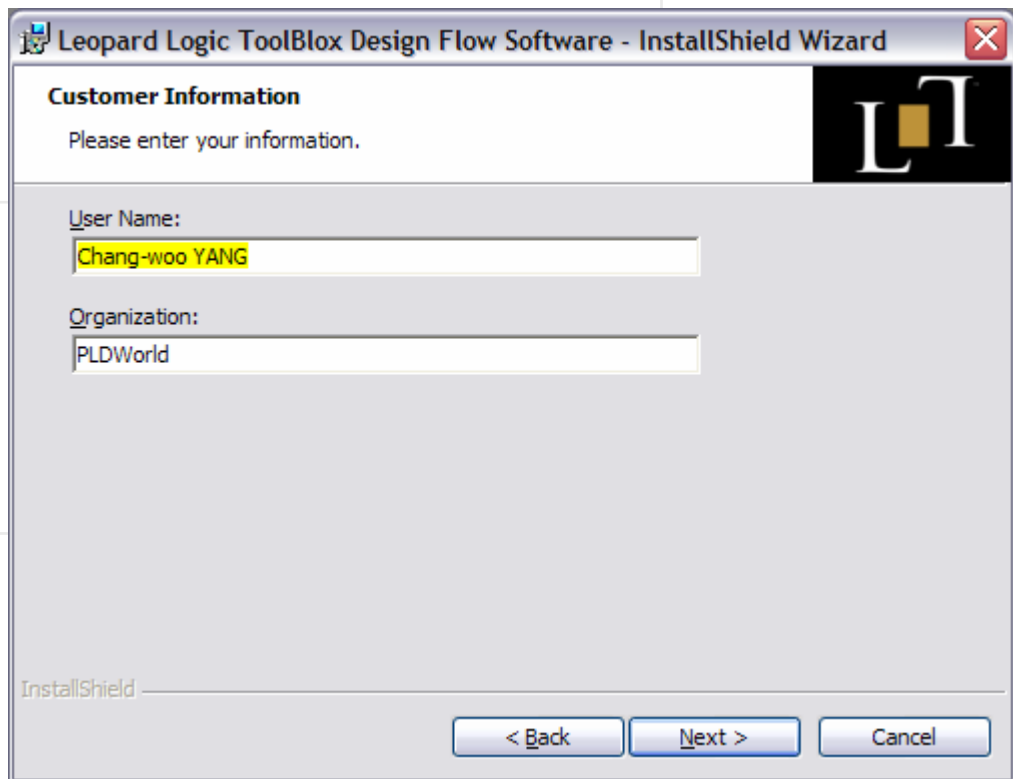 Leopard Logic ToolBlox Design Flow Software - InstallShield Wizard
Customer Information
Please enter your information.
LL
User Name:
Chang-woo YANG
Organization:
PLDWorld
InstallShield
< Back
Next >
Cancel